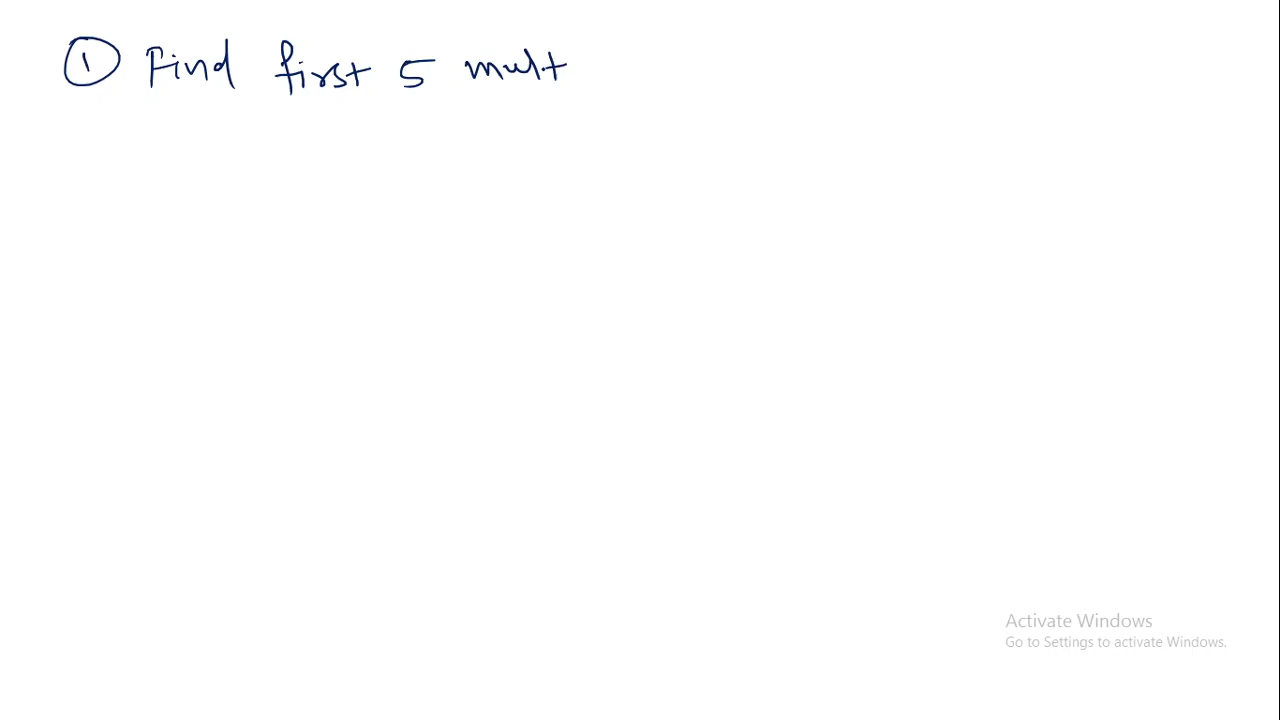 ① Find first 5 mult
Activate Windows
Go to Settings to activate Windows.